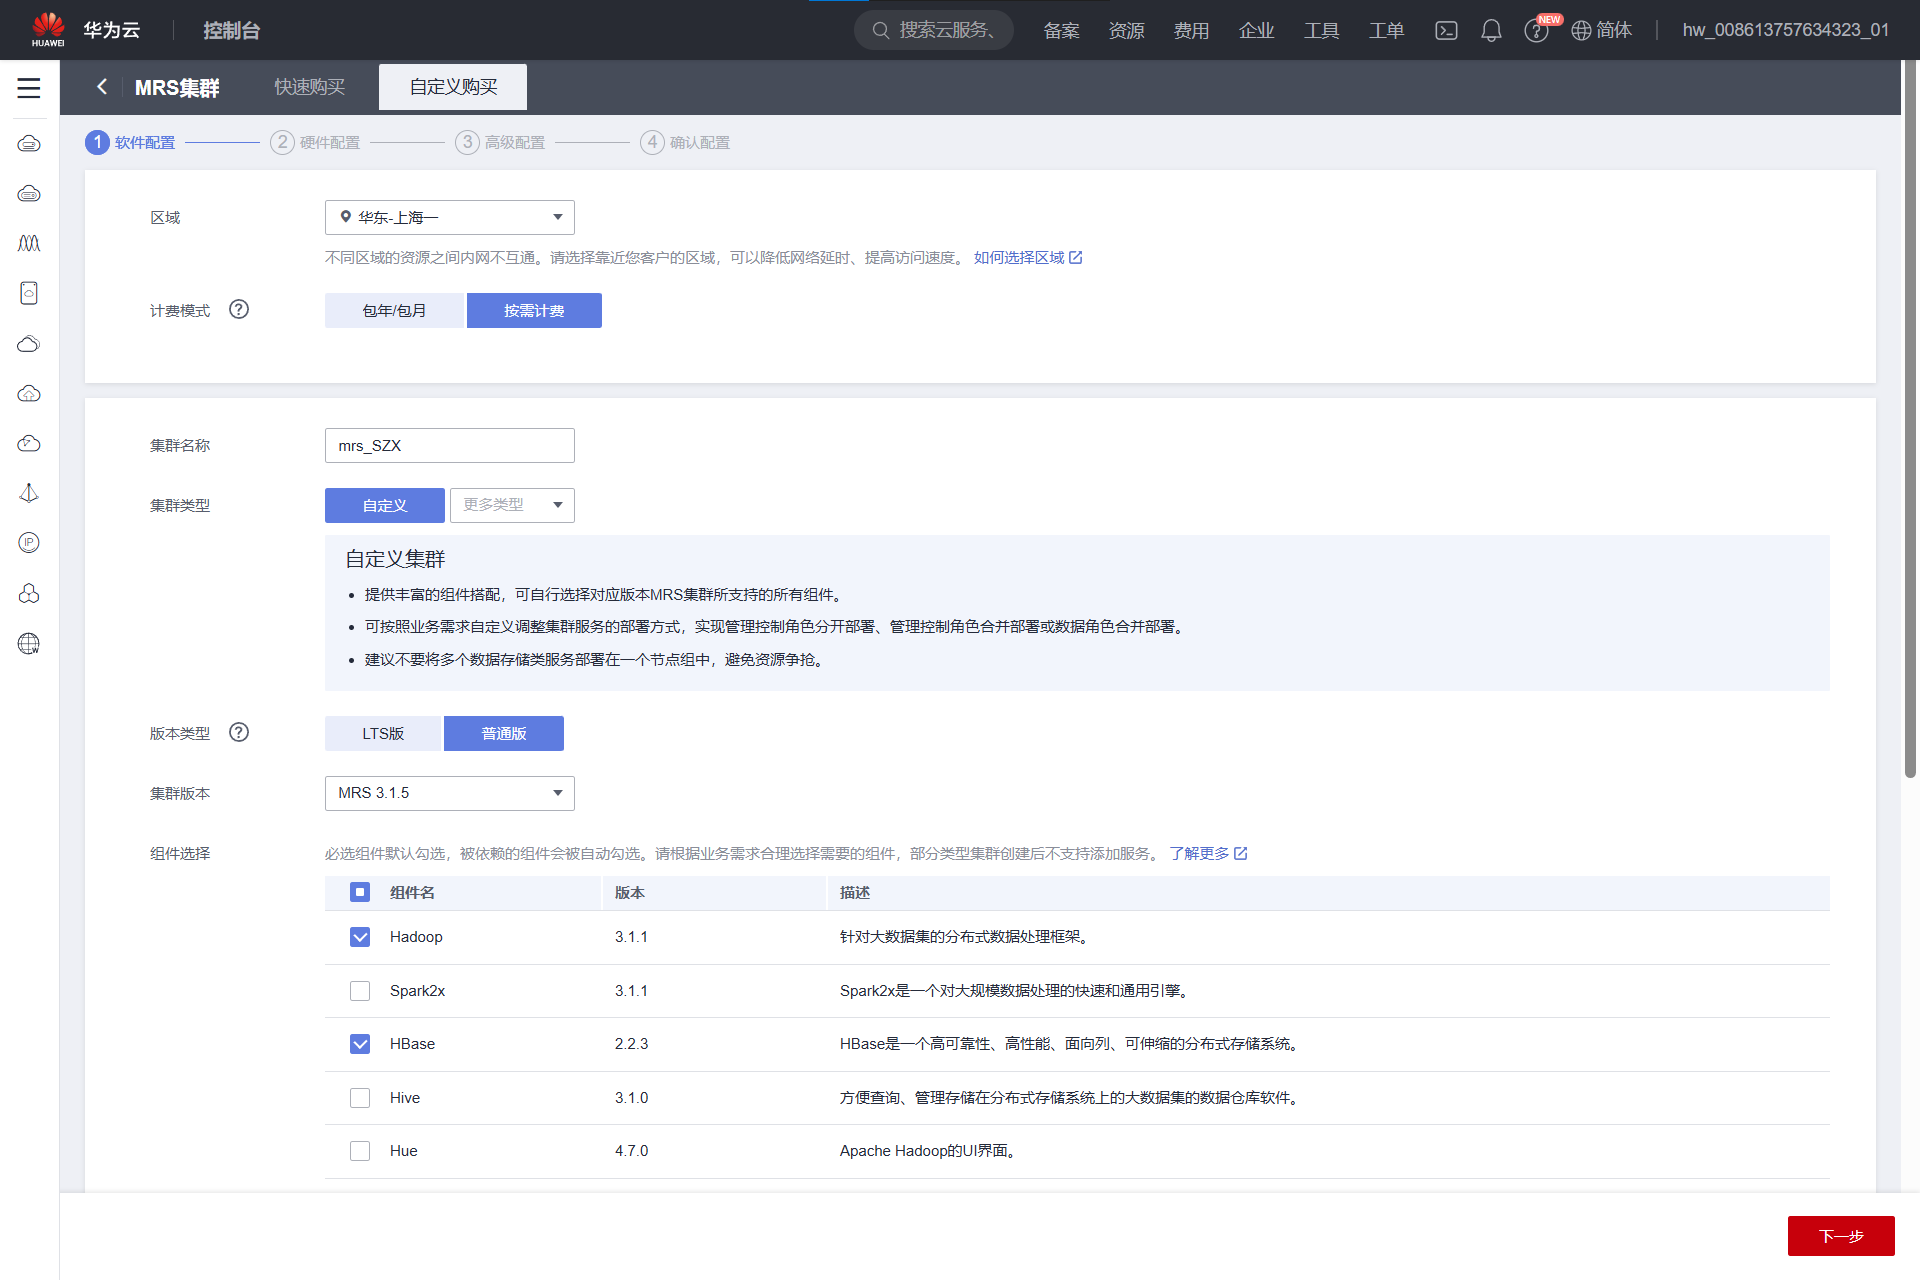 HUAWEI
华为云
控制台
搜索云服务、
备案
资源
费用
企业
工具
工单
NEW
简体
hw_008613757634323_01
MRS集群
快速购买
自定义购买
1 软件配置
2 硬件配置
3 高级配置
4 确认配置
区域
华东-上海一
不同区域的资源之间内网不互通。请选择靠近您客户的区域，可以降低网络延时、提高访问速度。 如何选择区域
计费模式
包年/包月
按需计费
集群名称
mrs_SZX
集群类型
自定义
更多类型
自定义集群
• 提供丰富的组件搭配，可自行选择对应版本MRS集群所支持的所有组件。
• 可按照业务需求自定义调整集群服务的部署方式，实现管理控制角色分开部署、管理控制角色合并部署或数据角色合并部署。
• 建议不要将多个数据存储类服务部署在一个节点组中，避免资源争抢。
版本类型
LTS版
普通版
集群版本
MRS 3.1.5
组件选择
必选组件默认勾选，被依赖的组件会被自动勾选。请根据业务需求合理选择需要的组件，部分类型集群创建后不支持添加服务。 了解更多
组件名 版本 描述
Hadoop 3.1.1 针对大数据集的分布式数据处理框架。
Spark2x 3.1.1 Spark2x是一个对大规模数据处理的快速和通用引擎。
HBase 2.2.3 HBase是一个高可靠性、高性能、面向列、可伸缩的分布式存储系统。
Hive 3.1.0 方便查询、管理存储在分布式存储系统上的大数据集的数据仓库软件。
Hue 4.7.0 Apache Hadoop的UI界面。
IP
W
下一步